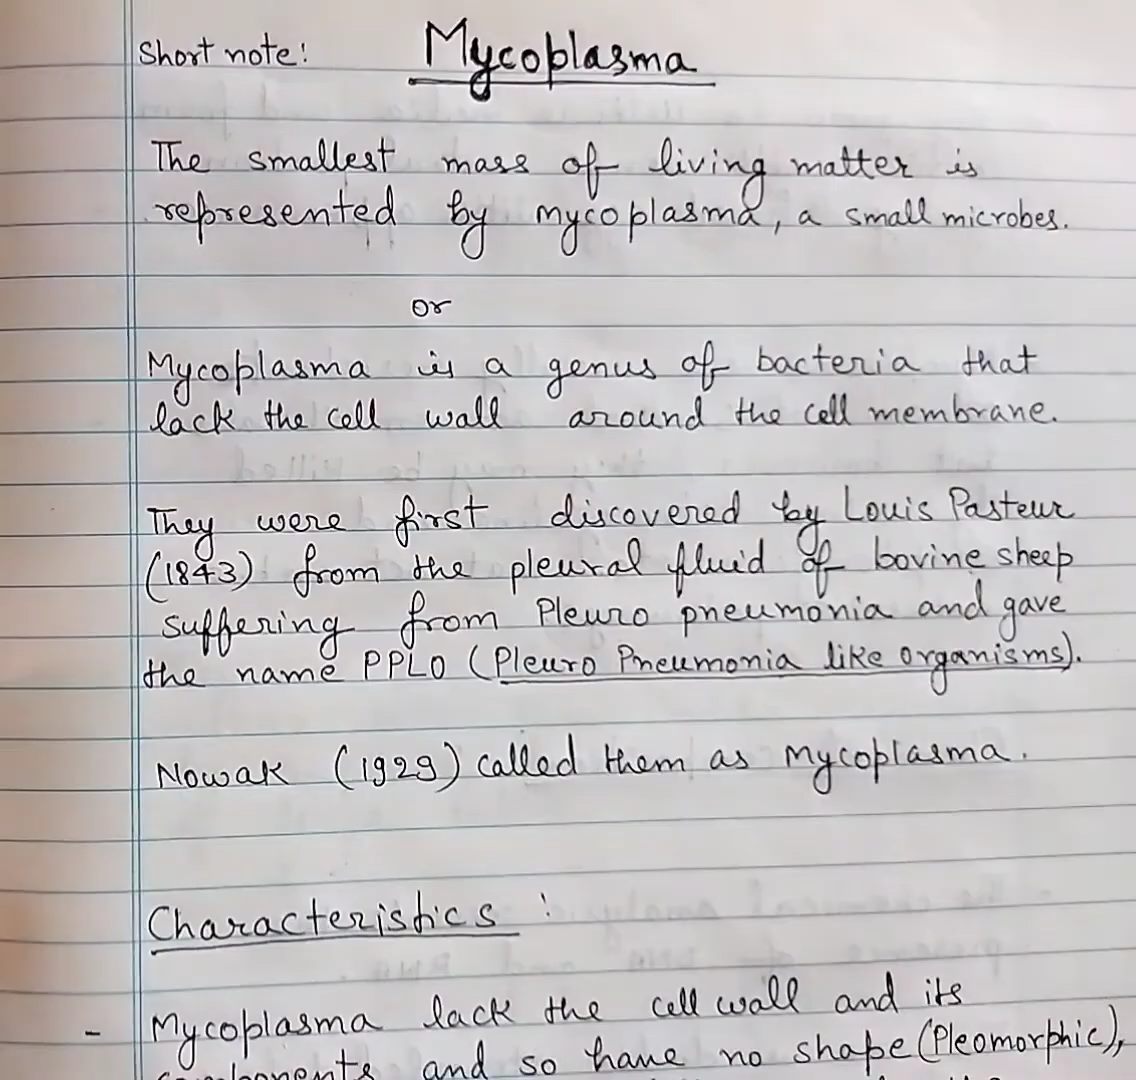 Short note: Mycoplasma
The smallest mass of living matter is
represented by mycoplasma, a small microbes.
or
Mycoplasma is a genus of bacteria that
lack the cell wall around the cell membrane.
They were first discovered by Louis Pasteur
(1843) from the pleural fluid of bovine sheep
suffering from Pleuro pneumonia and gave
the name PPLO (Pleuro Pneumonia like organisms).
Nowak (1929) called them as mycoplasma.
Characteristics :
- Mycoplasma lack the cell wall and its
components and so have no shape (Pleomorphic),